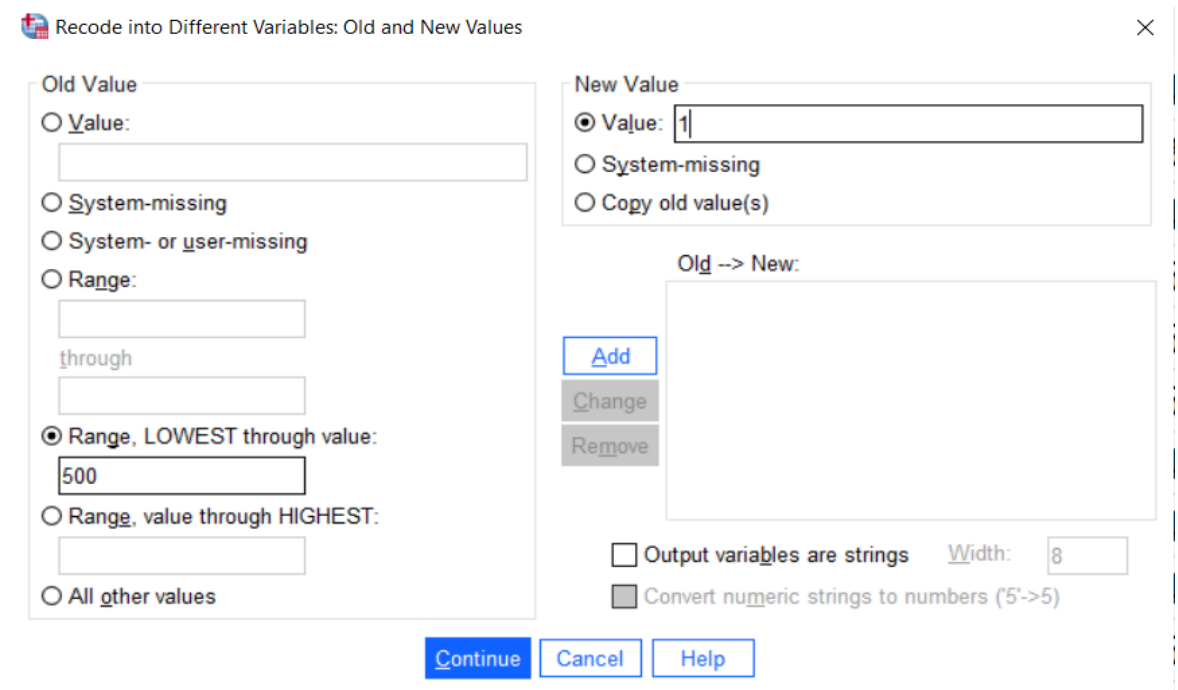 Recode into Different Variables: Old and New Values
Old Value
Value:
System-missing
System- or user-missing
Range:
through
Range, LOWEST through value:
500
Range, value through HIGHEST:
All other values
New Value
Value: 1
System-missing
Copy old value(s)
Old --> New:
Add
Change
Remove
Output variables are strings Width: 8
Convert numeric strings to numbers ('5'->5)
Continue Cancel Help